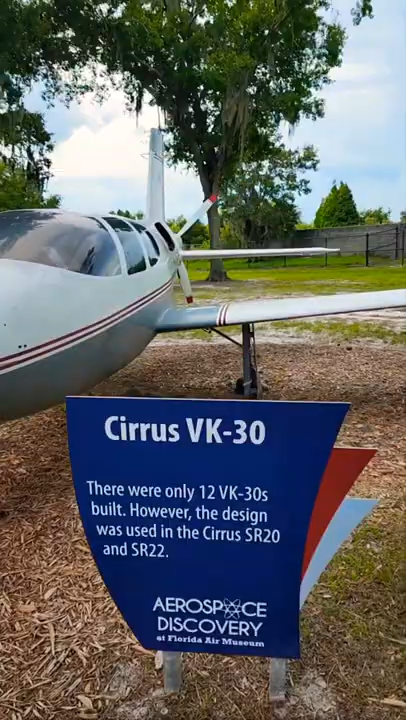 Cirrus VK-30
There were only 12 VK-30s
built. However, the design
was used in the Cirrus SR20
and SR22.
AEROSPACE
DISCOVERY
at Florida Air Museum